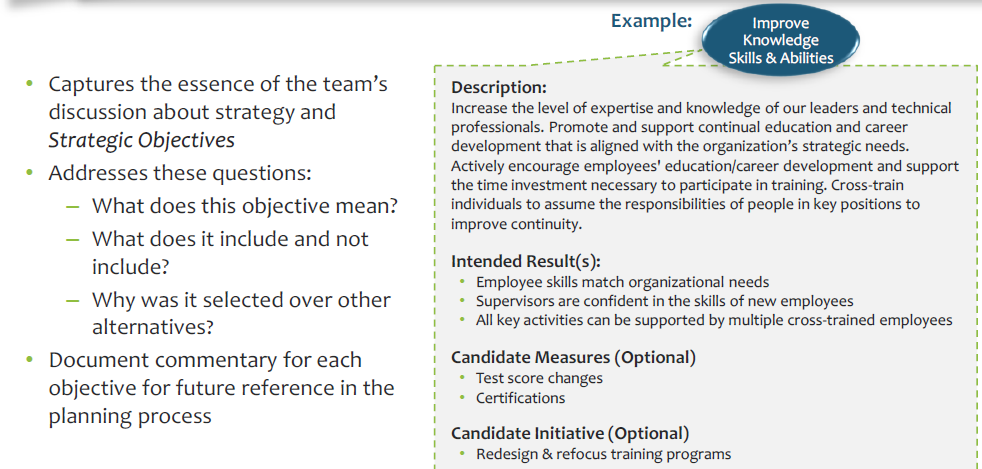 Example:
Improve
Knowledge
Skills & Abilities
• Captures the essence of the team's
discussion about strategy and
Strategic Objectives
• Addresses these questions:
– What does this objective mean?
– What does it include and not
include?
– Why was it selected over other
alternatives?
• Document commentary for each
objective for future reference in the
planning process
Description:
Increase the level of expertise and knowledge of our leaders and technical
professionals. Promote and support continual education and career
development that is aligned with the organization's strategic needs.
Actively encourage employees' education/career development and support
the time investment necessary to participate in training. Cross-train
individuals to assume the responsibilities of people in key positions to
improve continuity.
Intended Result(s):
• Employee skills match organizational needs
• Supervisors are confident in the skills of new employees
• All key activities can be supported by multiple cross-trained employees
Candidate Measures (Optional)
• Test score changes
• Certifications
Candidate Initiative (Optional)
• Redesign & refocus training programs